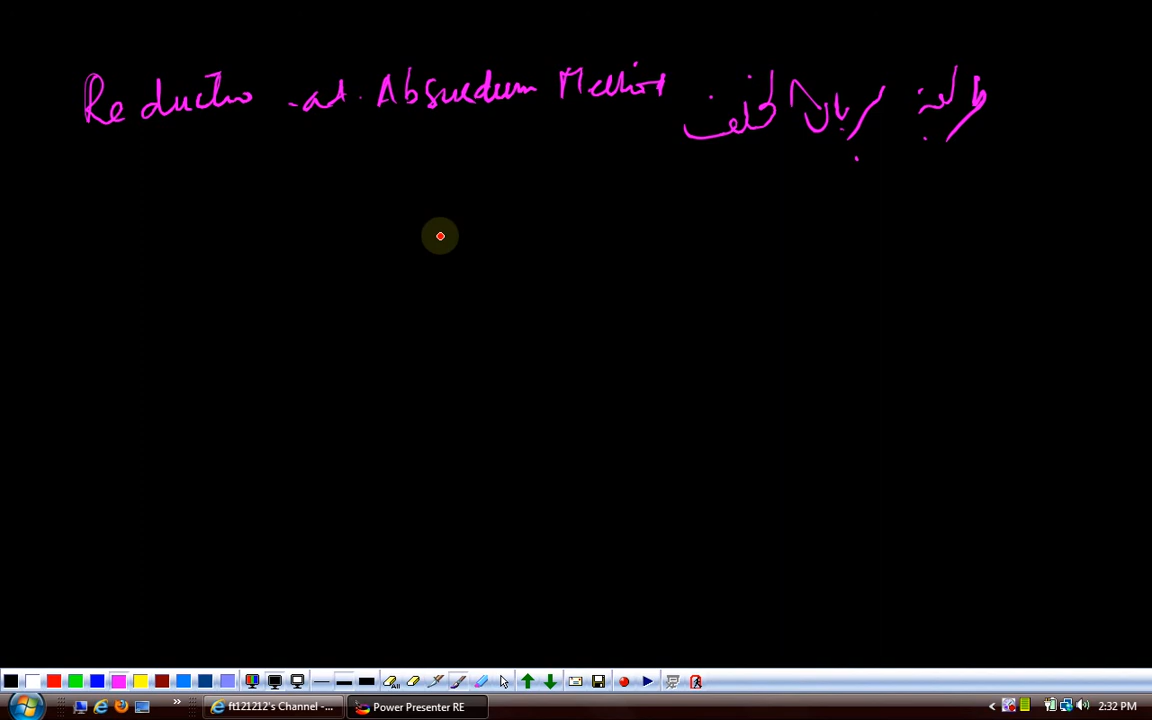 Reductio -ad. Absurdum Method طريقة برهان الخلف
ft121212's Channel -... Power Presenter RE 2:32 PM